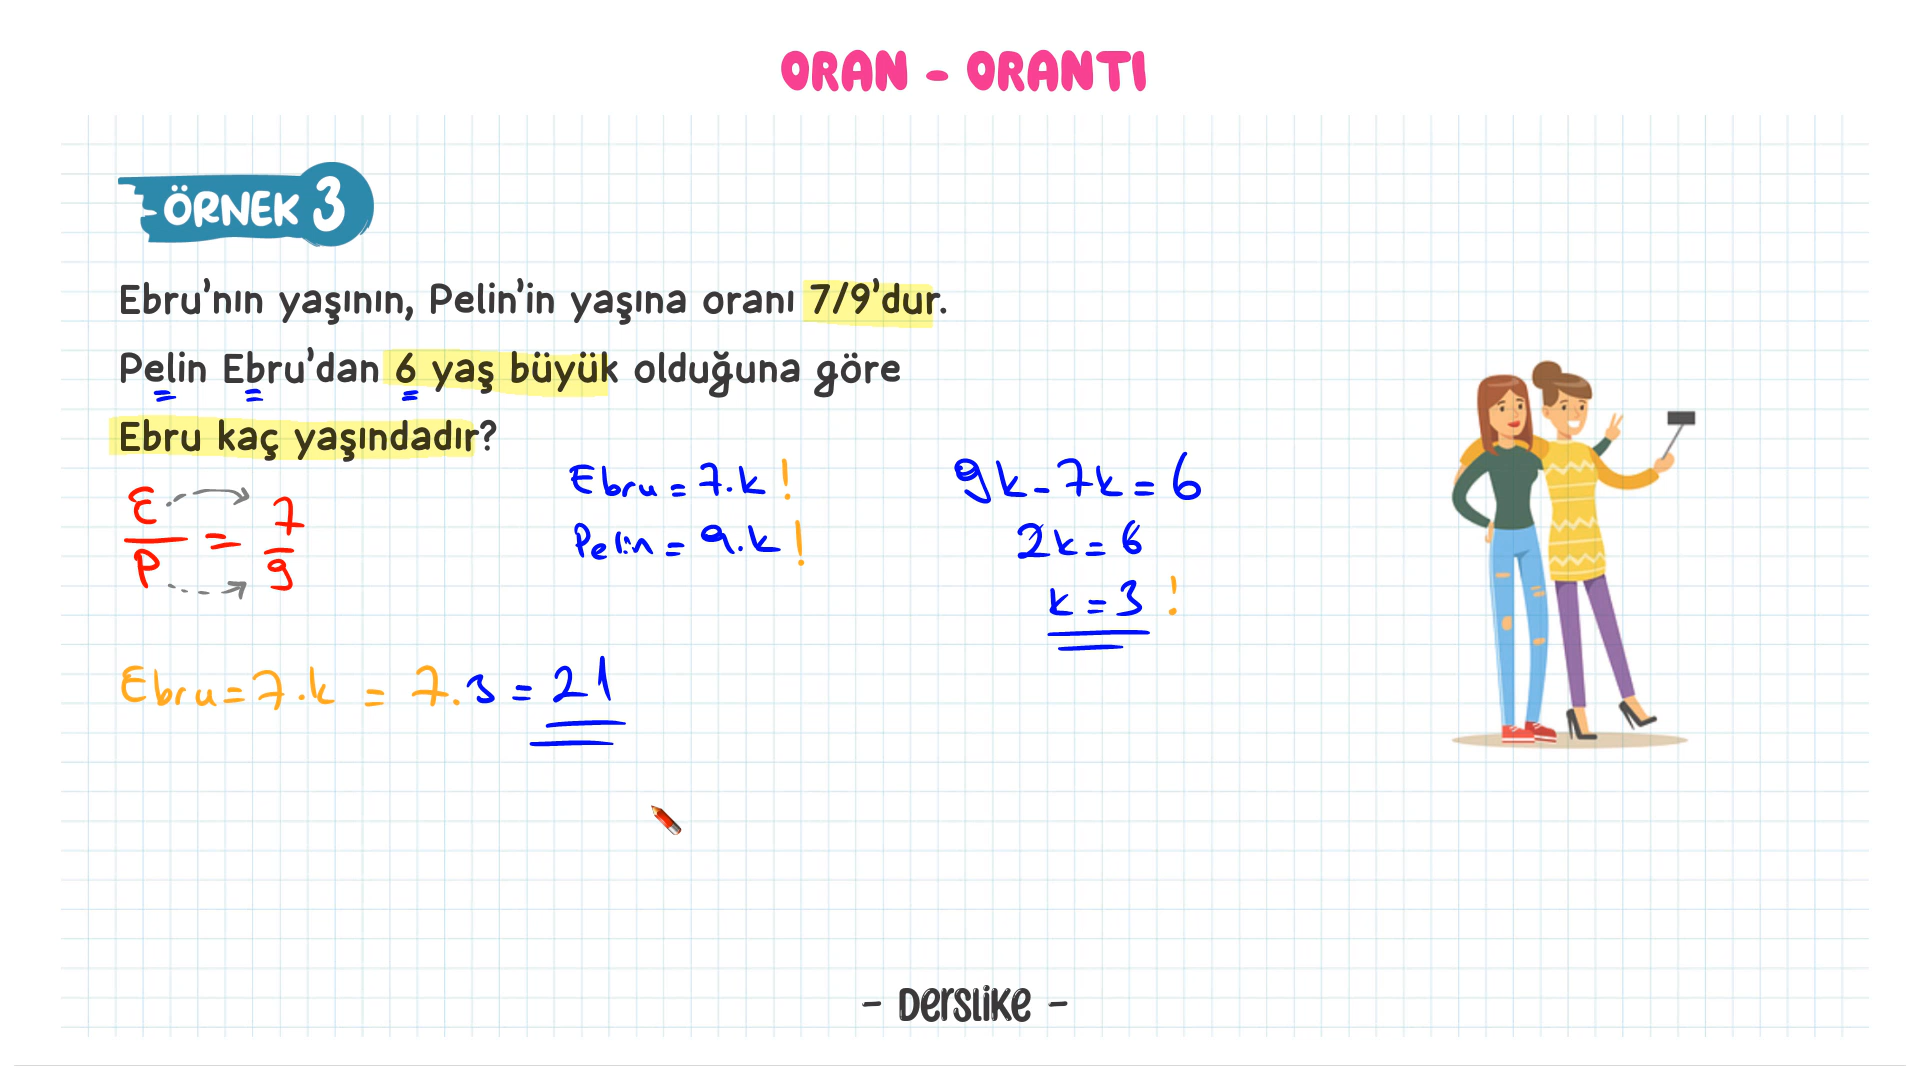 ORAN - ORANTI
ÖRNEK 3
Ebru'nın yaşının, Pelin'in yaşına oranı 7/9'dur.
Pelin Ebru'dan 6 yaş büyük olduğuna göre
Ebru kaç yaşındadır?
E/P = 7/9
Ebru = 7.k !
Pelin = 9.k !
9k - 7k = 6
2k = 6
k = 3 !
Ebru = 7.k = 7.3 = 21
- Derslike -